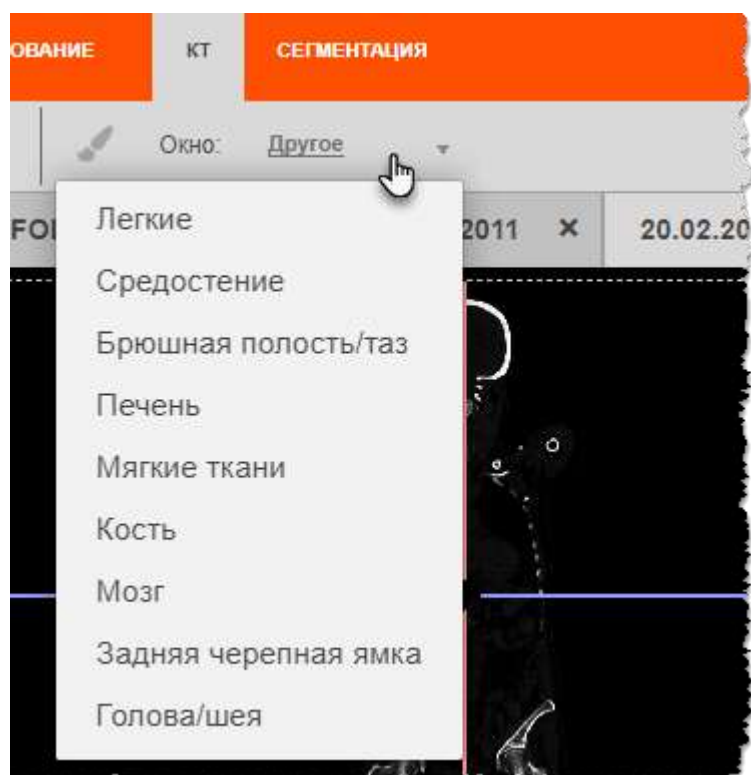 ОВАНИЕ КТ СЕГМЕНТАЦИЯ
Окно: Другое
FO 2011 × 20.02.20
Легкие
Средостение
Брюшная полость/таз
Печень
Мягкие ткани
Кость
Мозг
Задняя черепная ямка
Голова/шея